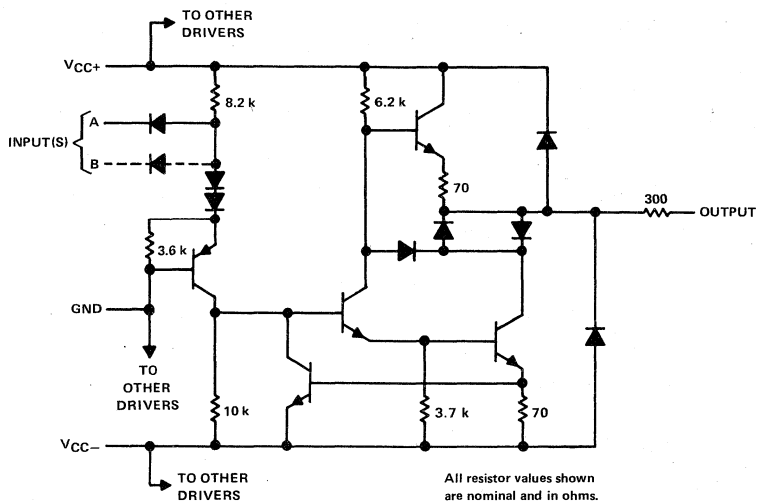 TO OTHER
DRIVERS
VCC+
8.2 k
6.2 k
A
INPUT(S)
B
70
300
OUTPUT
3.6 k
GND
TO
OTHER
DRIVERS
10 k
3.7 k
70
VCC−
TO OTHER
DRIVERS
All resistor values shown
are nominal and in ohms.